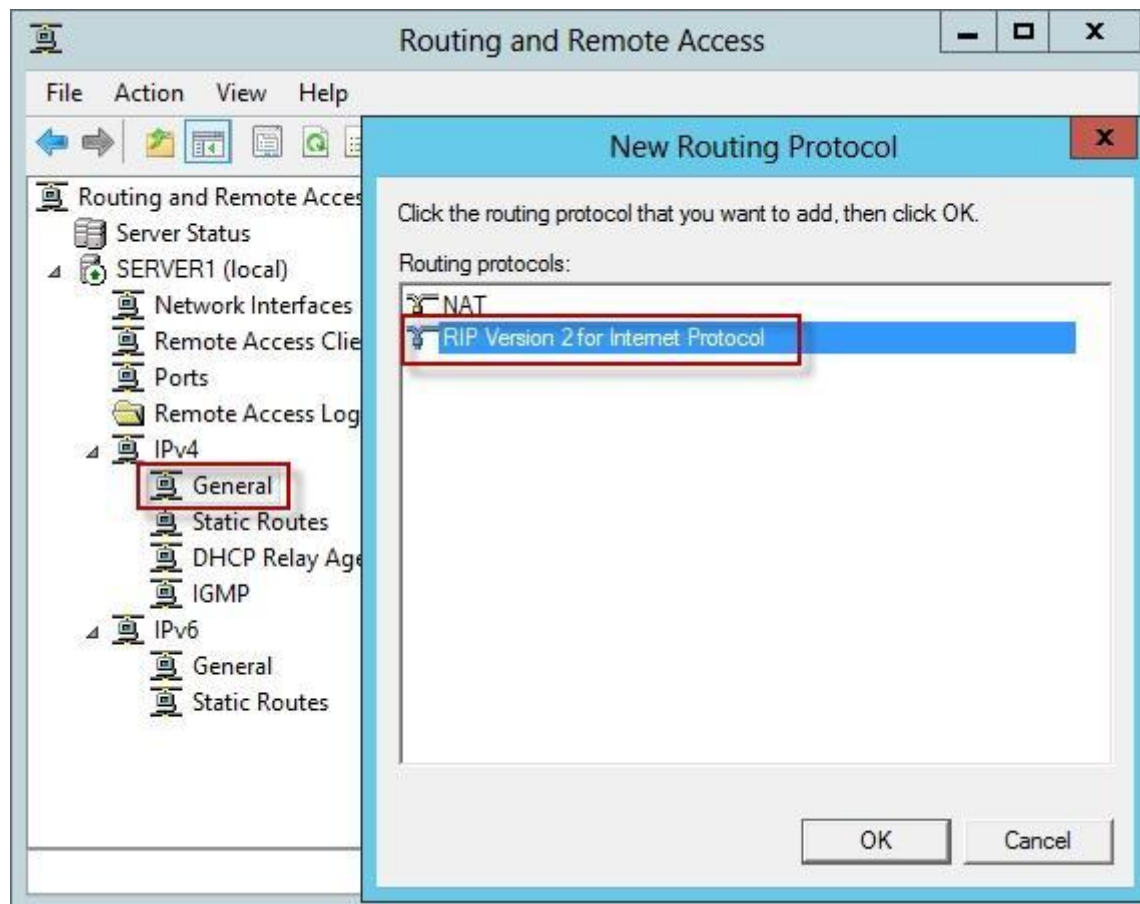 Routing and Remote Access
File Action View Help
New Routing Protocol
Routing and Remote Acces
Server Status
SERVER1 (local)
Network Interfaces
Remote Access Clie
Ports
Remote Access Log
IPv4
General
Static Routes
DHCP Relay Age
IGMP
IPv6
General
Static Routes
Click the routing protocol that you want to add, then click OK.
Routing protocols:
NAT
RIP Version 2 for Internet Protocol
OK Cancel